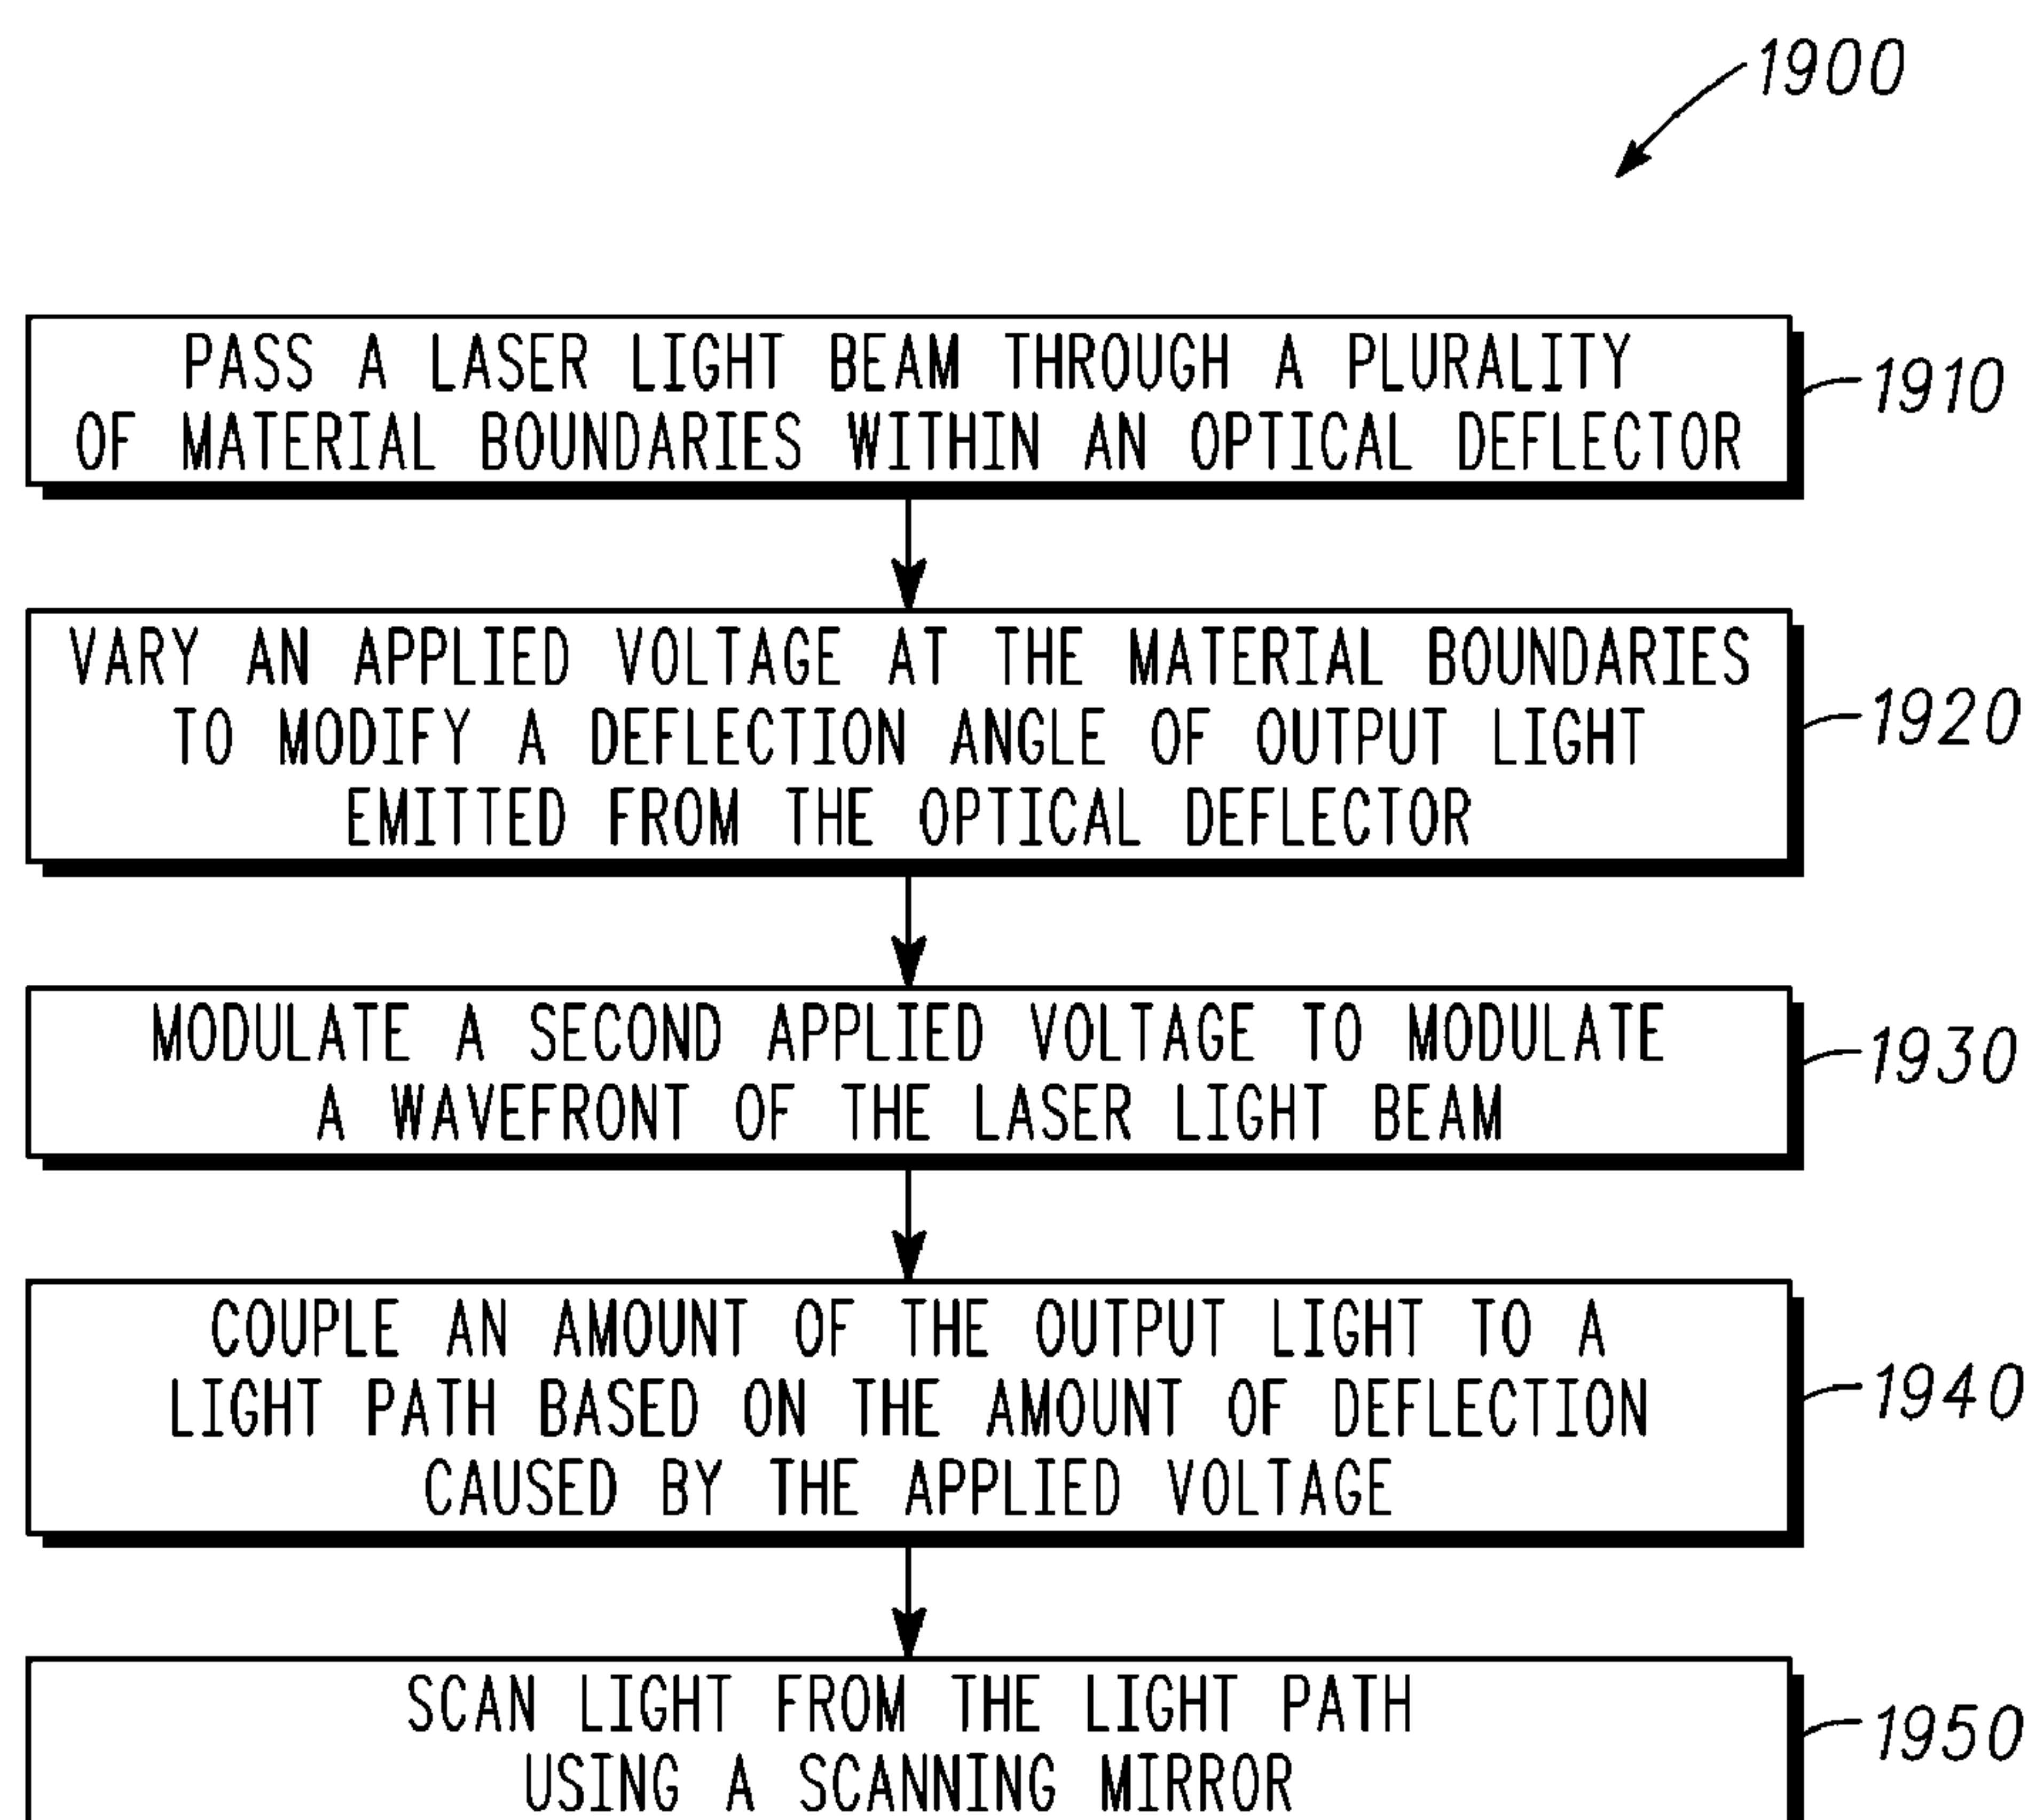 1900
PASS A LASER LIGHT BEAM THROUGH A PLURALITY
OF MATERIAL BOUNDARIES WITHIN AN OPTICAL DEFLECTOR
1910
VARY AN APPLIED VOLTAGE AT THE MATERIAL BOUNDARIES
TO MODIFY A DEFLECTION ANGLE OF OUTPUT LIGHT
EMITTED FROM THE OPTICAL DEFLECTOR
1920
MODULATE A SECOND APPLIED VOLTAGE TO MODULATE
A WAVEFRONT OF THE LASER LIGHT BEAM
1930
COUPLE AN AMOUNT OF THE OUTPUT LIGHT TO A
LIGHT PATH BASED ON THE AMOUNT OF DEFLECTION
CAUSED BY THE APPLIED VOLTAGE
1940
SCAN LIGHT FROM THE LIGHT PATH
USING A SCANNING MIRROR
1950